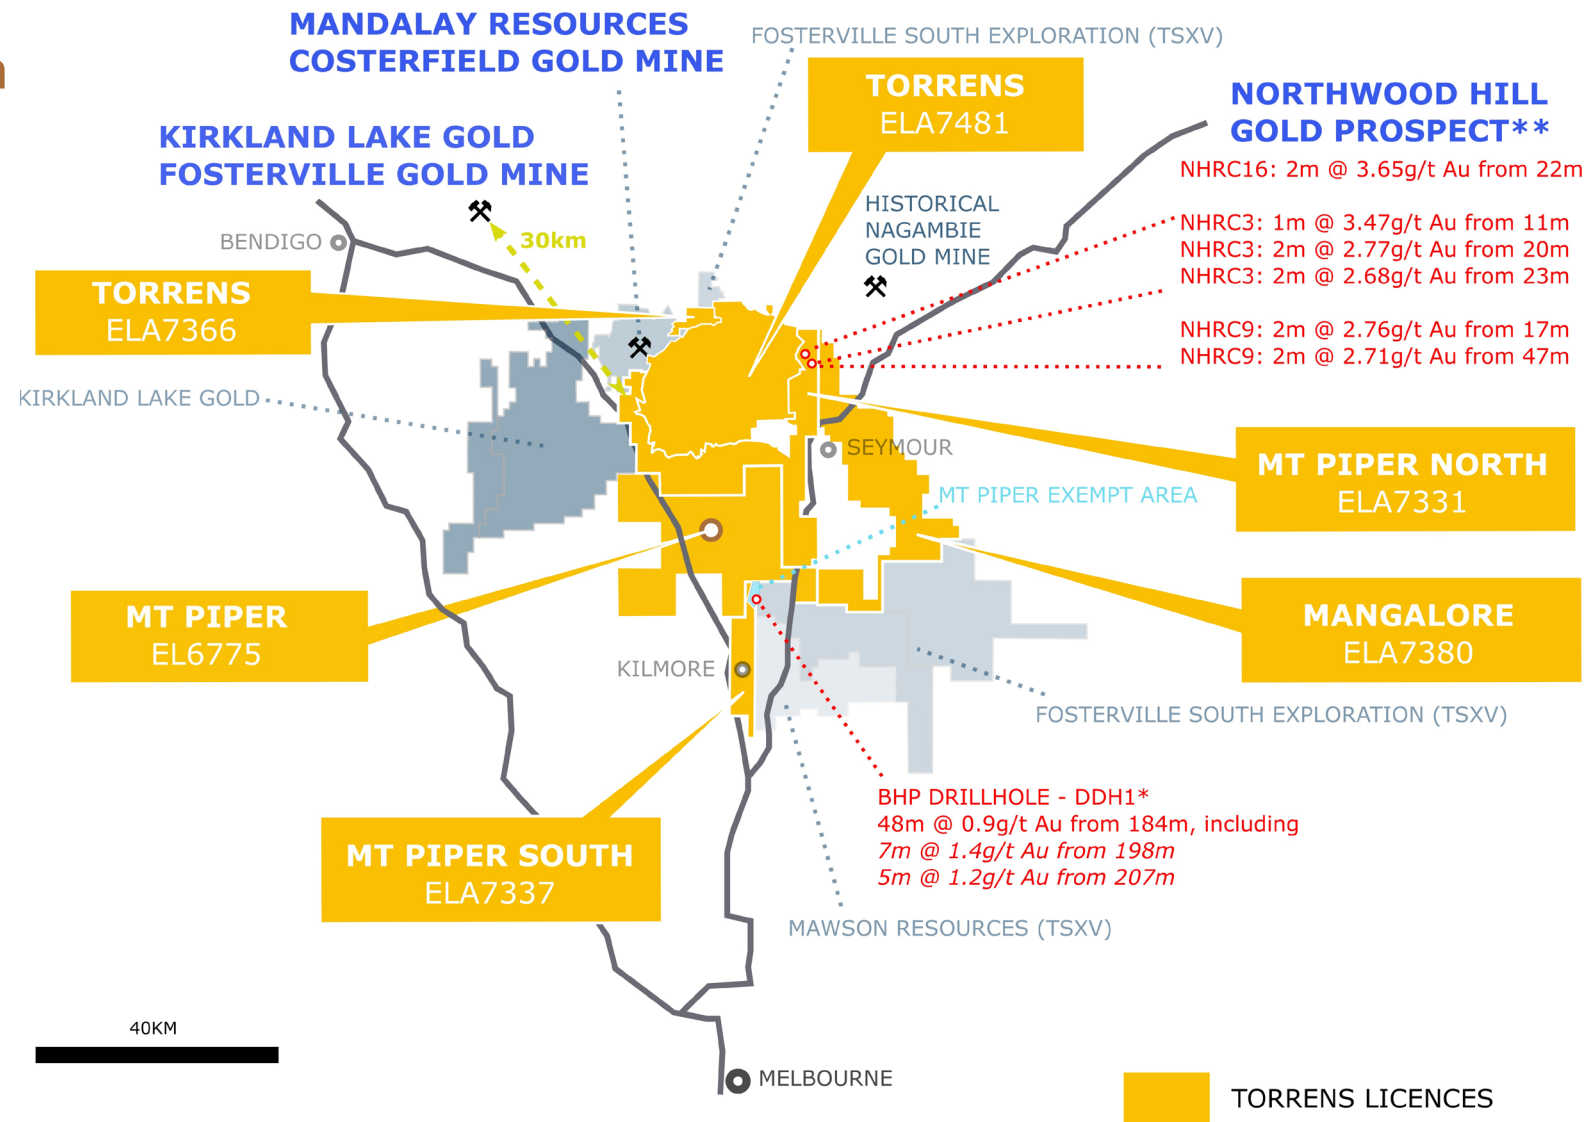 MANDALAY RESOURCES
COSTERFIELD GOLD MINE
FOSTERVILLE SOUTH EXPLORATION (TSXV)
TORRENS
ELA7481
NORTHWOOD HILL
GOLD PROSPECT**
KIRKLAND LAKE GOLD
FOSTERVILLE GOLD MINE
NHRC16: 2m @ 3.65g/t Au from 22m
NHRC3: 1m @ 3.47g/t Au from 11m
NHRC3: 2m @ 2.77g/t Au from 20m
NHRC3: 2m @ 2.68g/t Au from 23m
NHRC9: 2m @ 2.76g/t Au from 17m
NHRC9: 2m @ 2.71g/t Au from 47m
HISTORICAL
NAGAMBIE
GOLD MINE
BENDIGO
30km
TORRENS
ELA7366
KIRKLAND LAKE GOLD
SEYMOUR
MT PIPER NORTH
ELA7331
MT PIPER EXEMPT AREA
MT PIPER
EL6775
MANGALORE
ELA7380
KILMORE
FOSTERVILLE SOUTH EXPLORATION (TSXV)
BHP DRILLHOLE - DDH1*
48m @ 0.9g/t Au from 184m, including
7m @ 1.4g/t Au from 198m
5m @ 1.2g/t Au from 207m
MT PIPER SOUTH
ELA7337
MAWSON RESOURCES (TSXV)
40KM
MELBOURNE
TORRENS LICENCES